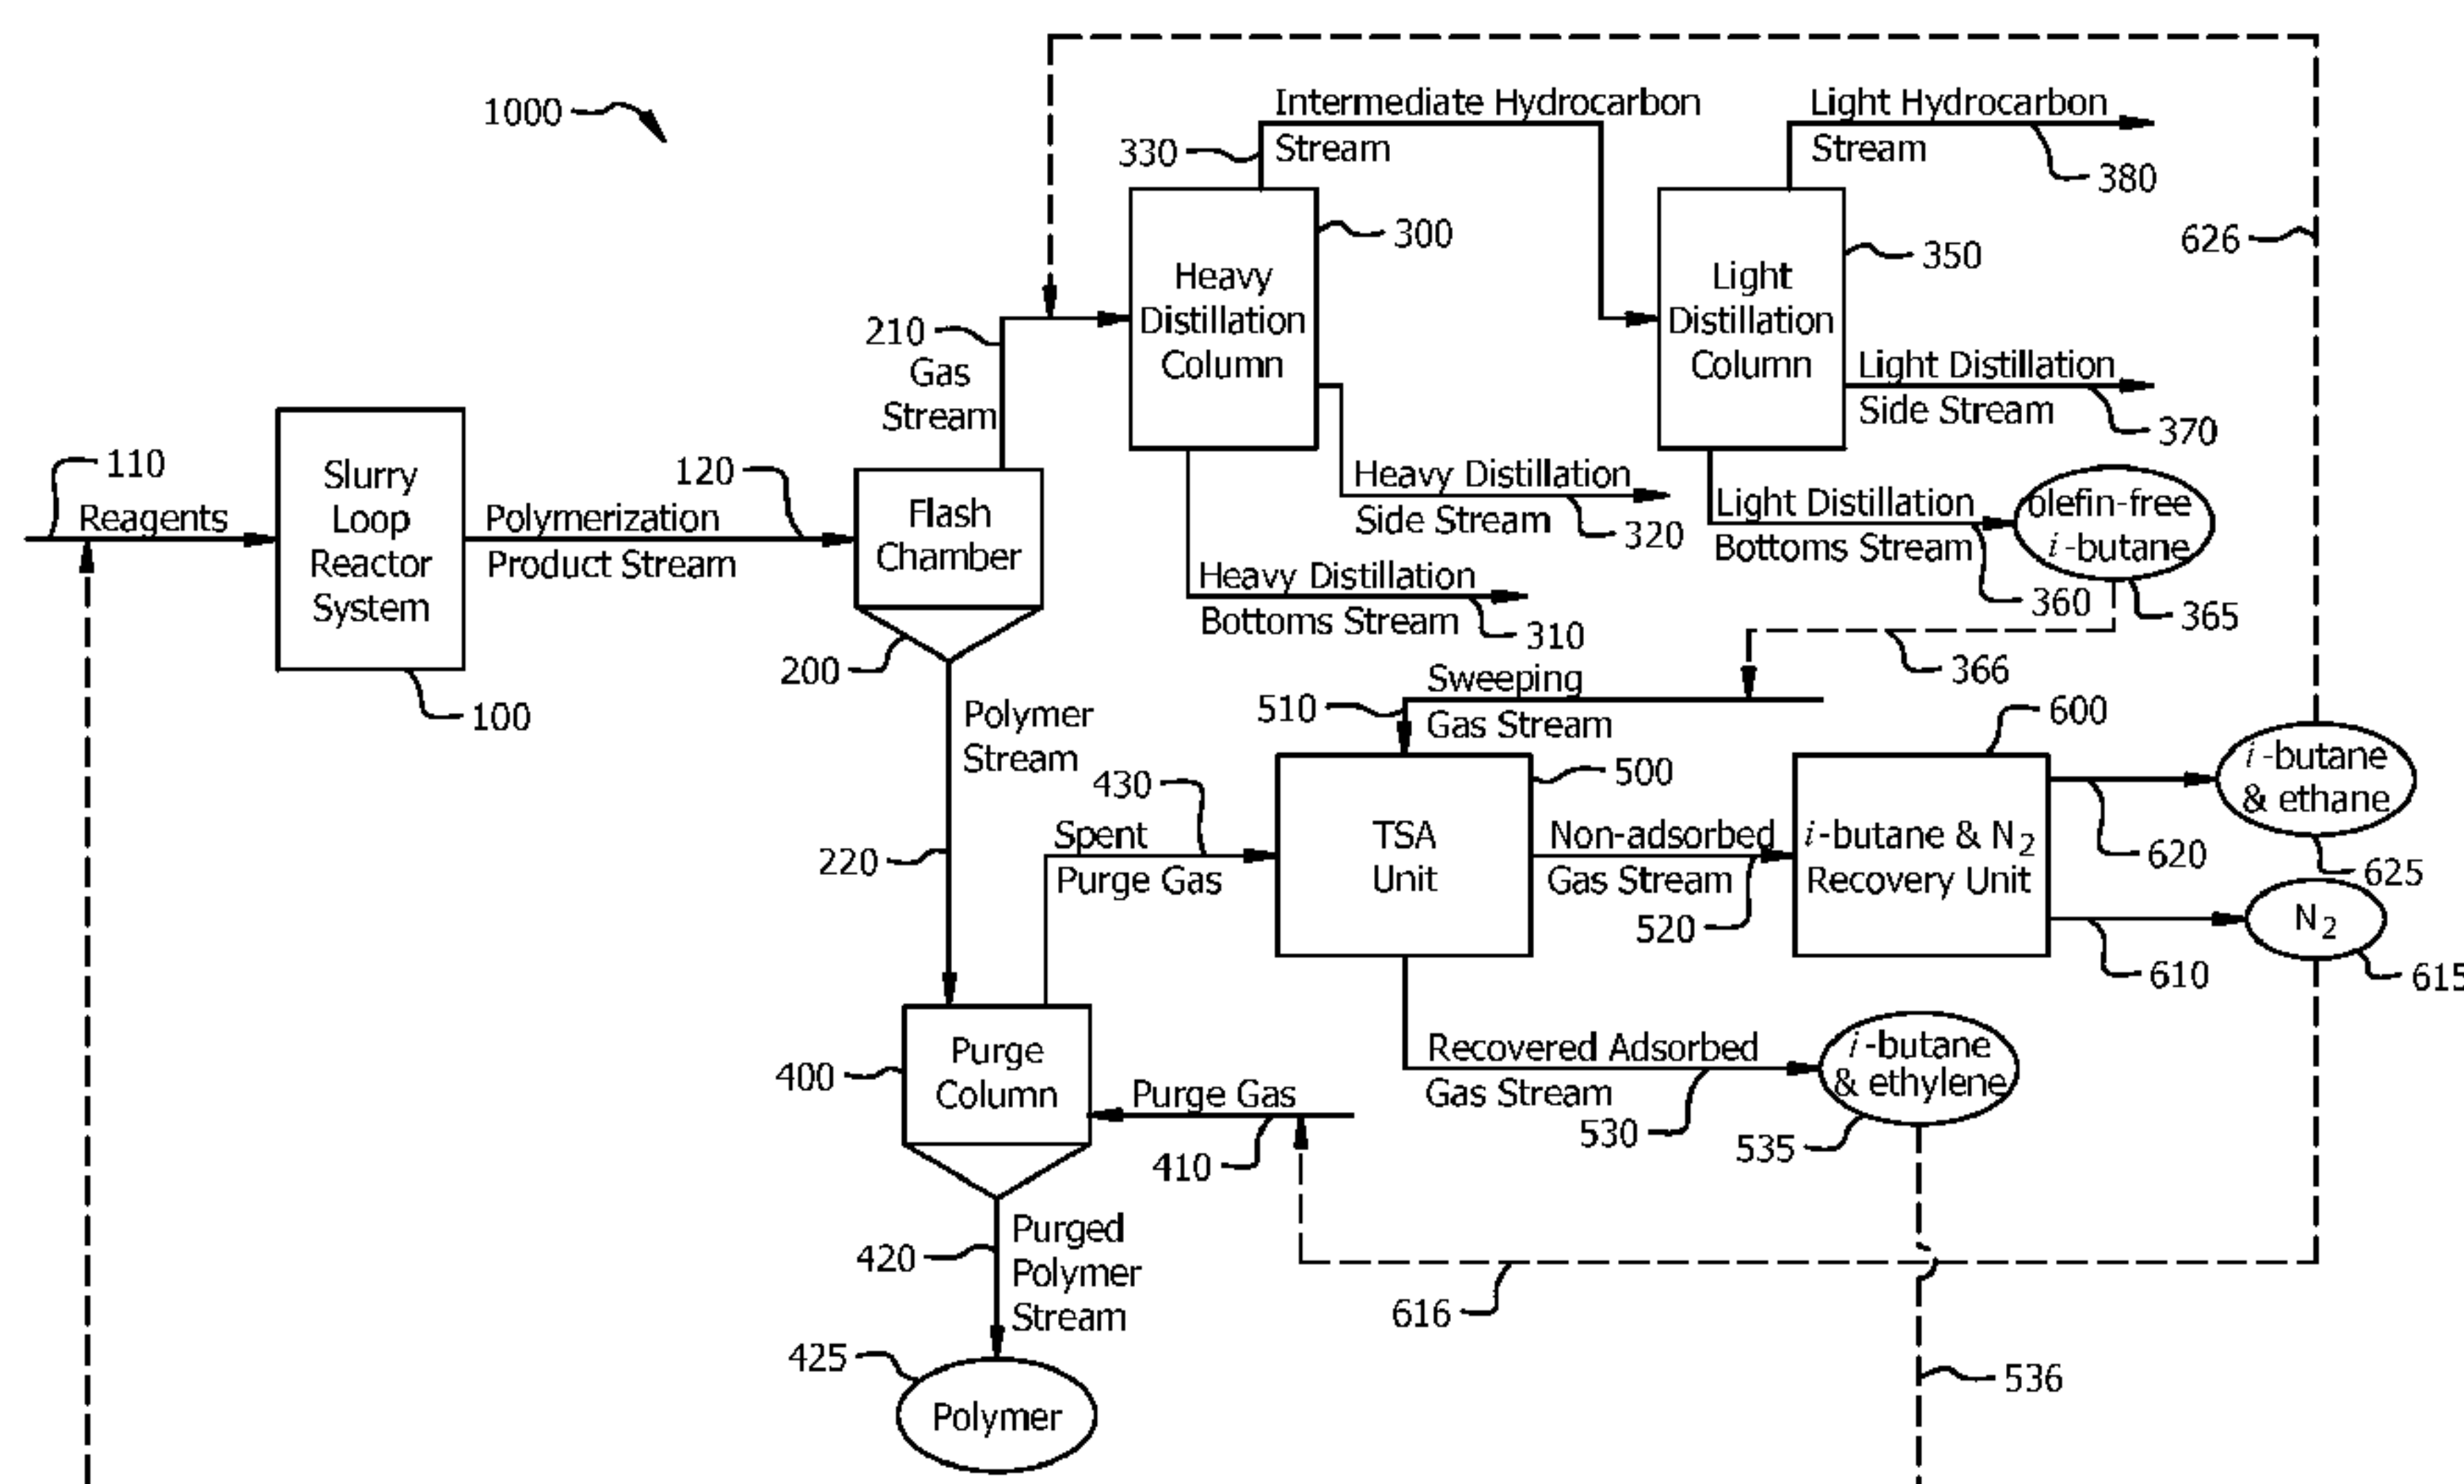 1000
Intermediate Hydrocarbon
Stream
330
Light Hydrocarbon
Stream
380
300
350
626
Heavy
Distillation
Column
Light
Distillation
Column
210
Gas
Stream
Light Distillation
Side Stream
370
110
Reagents
Slurry
Loop
Reactor
System
100
120
Polymerization
Product Stream
Flash
Chamber
200
Heavy Distillation
Side Stream
320
Heavy Distillation
Bottoms Stream
310
Light Distillation
Bottoms Stream
360
olefin-free
i-butane
365
366
Polymer
Stream
220
Sweeping
Gas Stream
510
500
600
430
Spent
Purge Gas
TSA
Unit
Non-adsorbed
Gas Stream
520
i-butane & N2
Recovery Unit
620
i-butane
& ethane
625
610
N2
615
400
Purge
Column
Purge Gas
410
Recovered Adsorbed
Gas Stream
530
i-butane
& ethylene
535
420
Purged
Polymer
Stream
616
425
Polymer
536